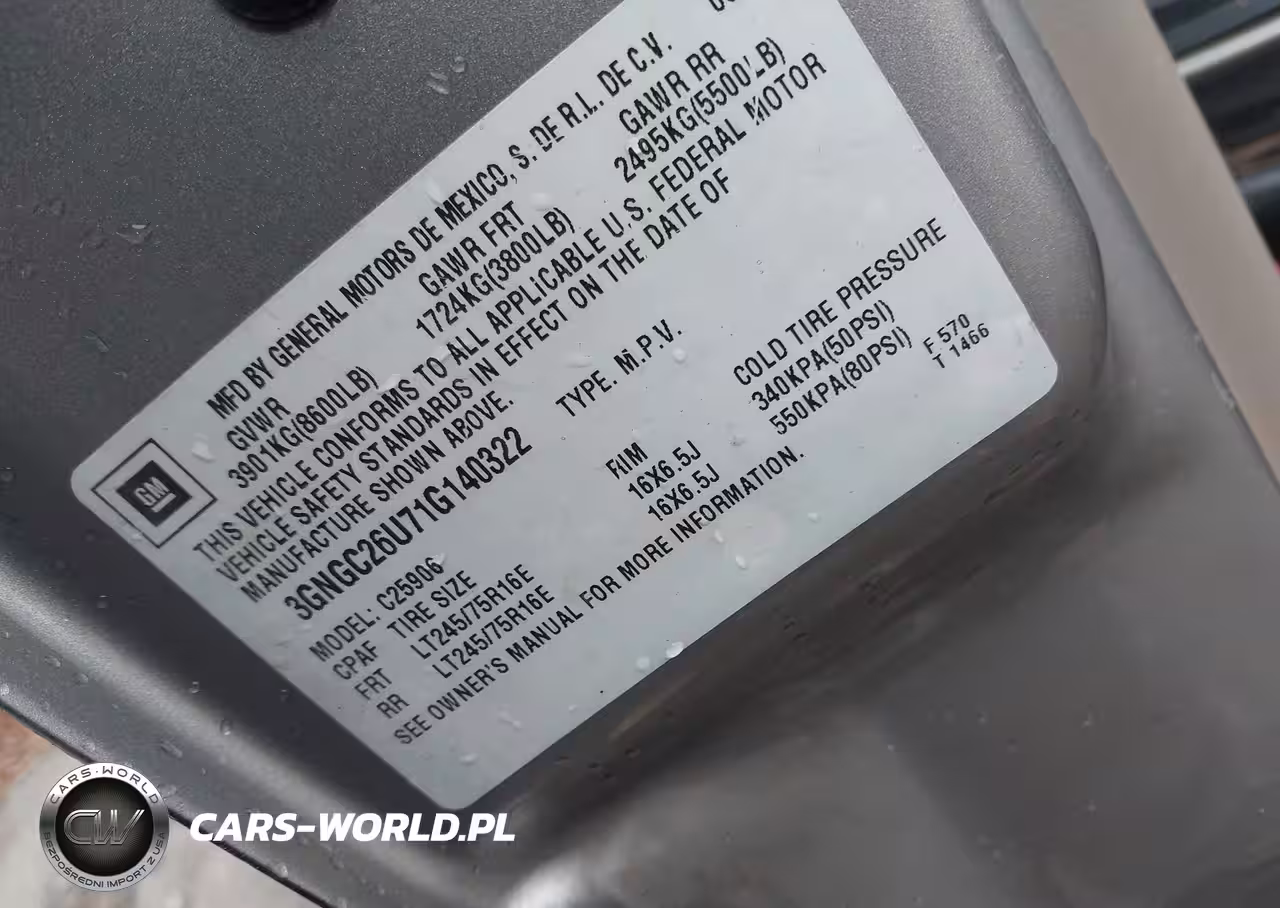 MFD BY GENERAL MOTORS DE MEXICO, S. DE R.L. DE C.V.
GVWR GAWR FRT GAWR RR
3901KG(8600LB) 1724KG(3800LB) 2495KG(5500LB)
THIS VEHICLE CONFORMS TO ALL APPLICABLE U.S. FEDERAL MOTOR
VEHICLE SAFETY STANDARDS IN EFFECT ON THE DATE OF
MANUFACTURE SHOWN ABOVE.
3GNGC26U71G140322 TYPE. M.P.V.
MODEL: C25906
CPAF TIRE SIZE RIM COLD TIRE PRESSURE
FRT LT245/75R16E 16X6.5J 340KPA(50PSI)
RR LT245/75R16E 16X6.5J 550KPA(80PSI)
SEE OWNER'S MANUAL FOR MORE INFORMATION.
F 570
T 1466
GM
CARS-WORLD
CW
BEZPOŚREDNI IMPORT Z USA
CARS-WORLD.PL